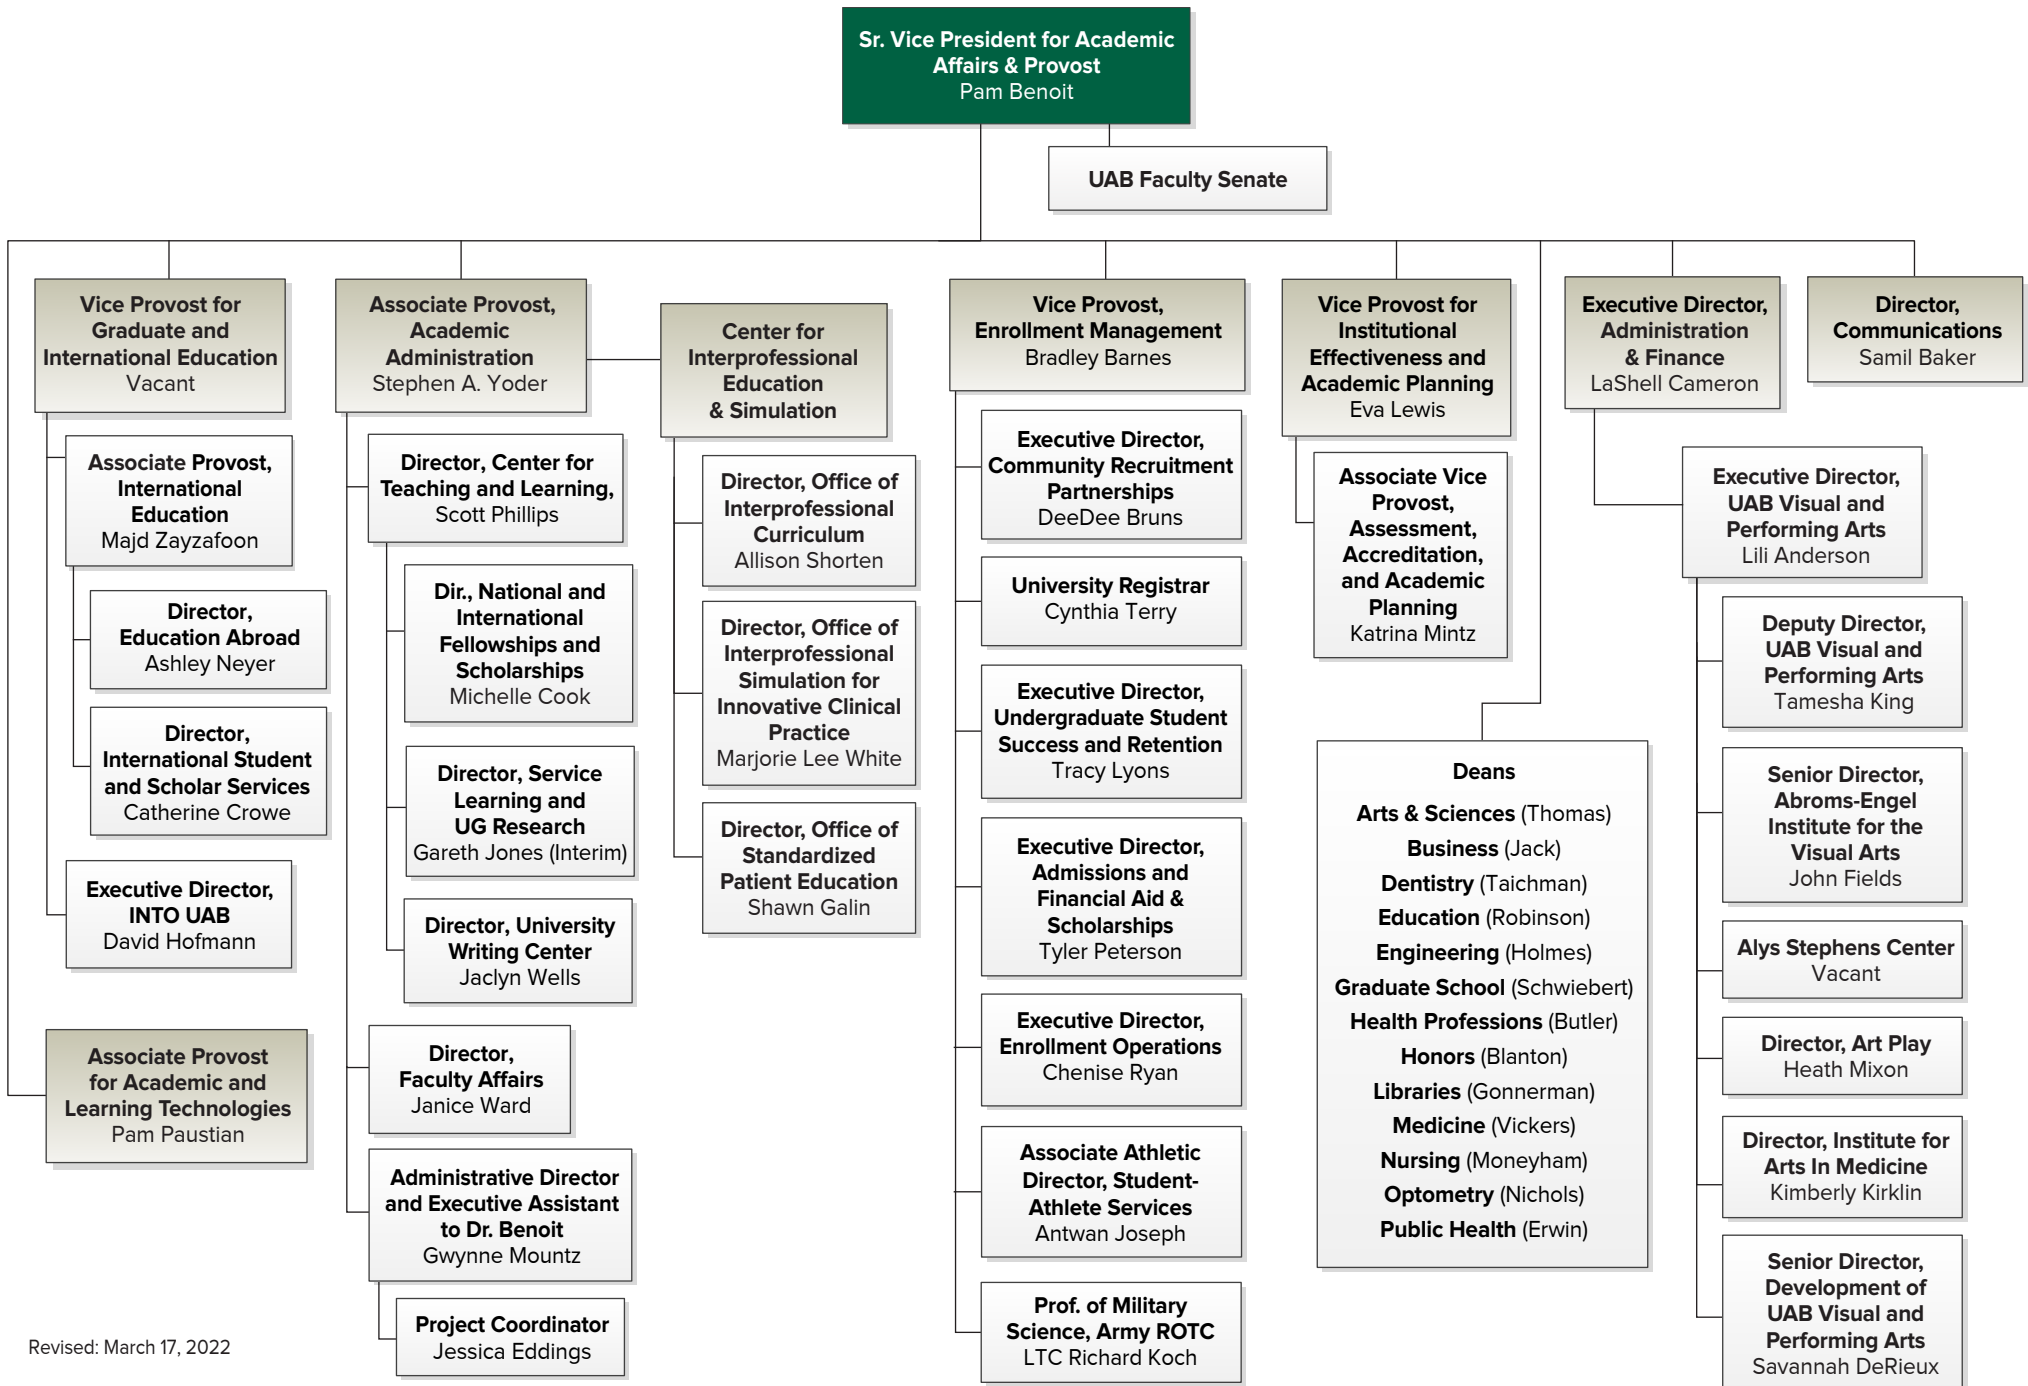 Sr. Vice President for Academic
Affairs & Provost
Pam Benoit
UAB Faculty Senate
Vice Provost for
Graduate and
International Education
Vacant
Associate Provost,
International
Education
Majd Zayzafoon
Director,
Education Abroad
Ashley Neyer
Director,
International Student
and Scholar Services
Catherine Crowe
Executive Director,
INTO UAB
David Hofmann
Associate Provost
for Academic and
Learning Technologies
Pam Paustian
Associate Provost,
Academic
Administration
Stephen A. Yoder
Director, Center for
Teaching and Learning,
Scott Phillips
Dir., National and
International
Fellowships and
Scholarships
Michelle Cook
Director, Service
Learning and
UG Research
Gareth Jones (Interim)
Director, University
Writing Center
Jaclyn Wells
Director,
Faculty Affairs
Janice Ward
Administrative Director
and Executive Assistant
to Dr. Benoit
Gwynne Mountz
Project Coordinator
Jessica Eddings
Center for
Interprofessional
Education
& Simulation
Director, Office of
Interprofessional
Curriculum
Allison Shorten
Director, Office of
Interprofessional
Simulation for
Innovative Clinical
Practice
Marjorie Lee White
Director, Office of
Standardized
Patient Education
Shawn Galin
Vice Provost,
Enrollment Management
Bradley Barnes
Executive Director,
Community Recruitment
Partnerships
DeeDee Bruns
University Registrar
Cynthia Terry
Executive Director,
Undergraduate Student
Success and Retention
Tracy Lyons
Executive Director,
Admissions and
Financial Aid &
Scholarships
Tyler Peterson
Executive Director,
Enrollment Operations
Chenise Ryan
Associate Athletic
Director, Student-
Athlete Services
Antwan Joseph
Prof. of Military
Science, Army ROTC
LTC Richard Koch
Vice Provost for
Institutional
Effectiveness and
Academic Planning
Eva Lewis
Associate Vice
Provost,
Assessment,
Accreditation,
and Academic
Planning
Katrina Mintz
Deans
Arts & Sciences (Thomas)
Business (Jack)
Dentistry (Taichman)
Education (Robinson)
Engineering (Holmes)
Graduate School (Schwiebert)
Health Professions (Butler)
Honors (Blanton)
Libraries (Gonnerman)
Medicine (Vickers)
Nursing (Moneyham)
Optometry (Nichols)
Public Health (Erwin)
Executive Director,
Administration
& Finance
LaShell Cameron
Executive Director,
UAB Visual and
Performing Arts
Lili Anderson
Deputy Director,
UAB Visual and
Performing Arts
Tamesha King
Senior Director,
Abroms-Engel
Institute for the
Visual Arts
John Fields
Alys Stephens Center
Vacant
Director, Art Play
Heath Mixon
Director, Institute for
Arts In Medicine
Kimberly Kirklin
Senior Director,
Development of
UAB Visual and
Performing Arts
Savannah DeRieux
Director,
Communications
Samil Baker
Revised: March 17, 2022